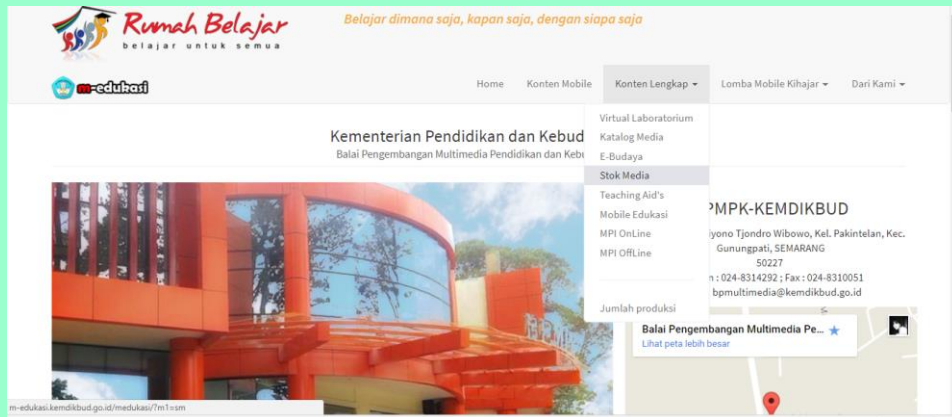 Rumah Belajar
belajar untuk semua
Belajar dimana saja, kapan saja, dengan siapa saja
m-edukasi
Home Konten Mobile Konten Lengkap Lomba Mobile Kihajar Dari Kami
Virtual Laboratorium
Katalog Media
E-Budaya
Stok Media
Teaching Aid's
Mobile Edukasi
MPI OnLine
MPI OffLine
Jumlah produksi
Kementerian Pendidikan dan Kebud
Balai Pengembangan Multimedia Pendidikan dan Kebu
PMPK-KEMDIKBUD
yono Tjondro Wibowo, Kel. Pakintelan, Kec.
Gunungpati, SEMARANG
50227
: 024-8314292 ; Fax : 024-8310051
bpmultimedia@kemdikbud.go.id
Balai Pengembangan Multimedia Pe...
Lihat peta lebih besar
m-edukasi.kemdikbud.go.id/medukasi/?m1=sm